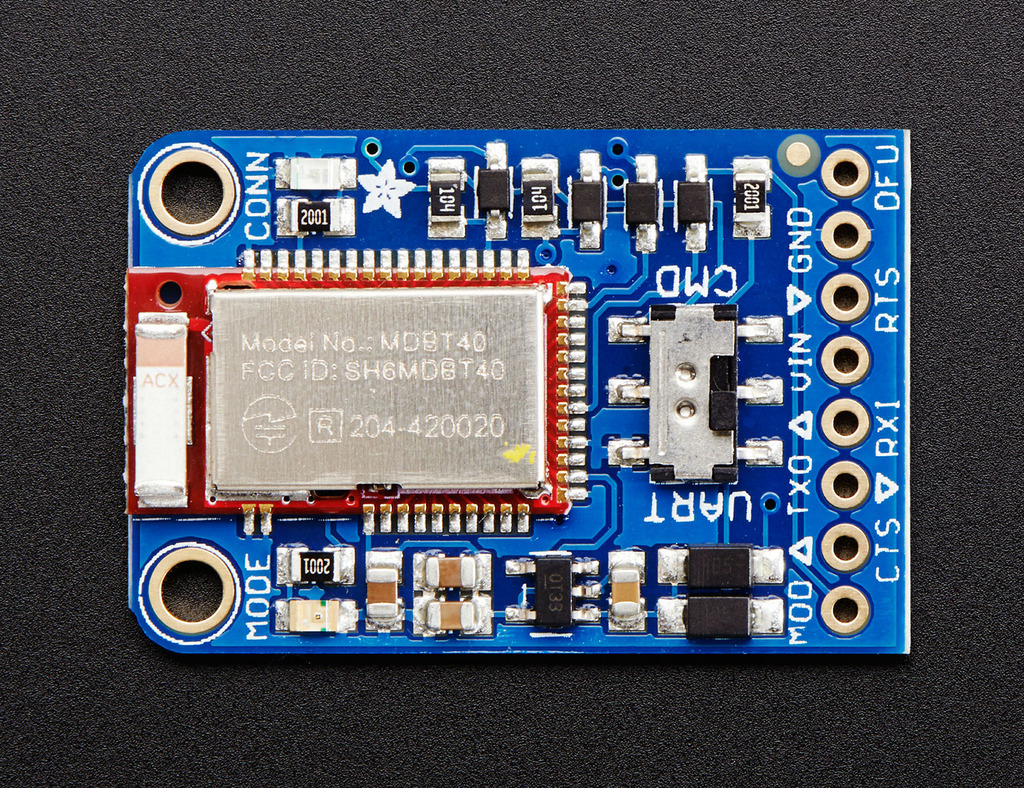 CONN
2001
104
104
2001
DFU
GND
RTS
VIN
RXI
TXO
CTS
MOD
CMD
UART
Model No.: MDBT40
FCC ID: SH6MDBT40
R 204-420020
ACX
MODE
2001